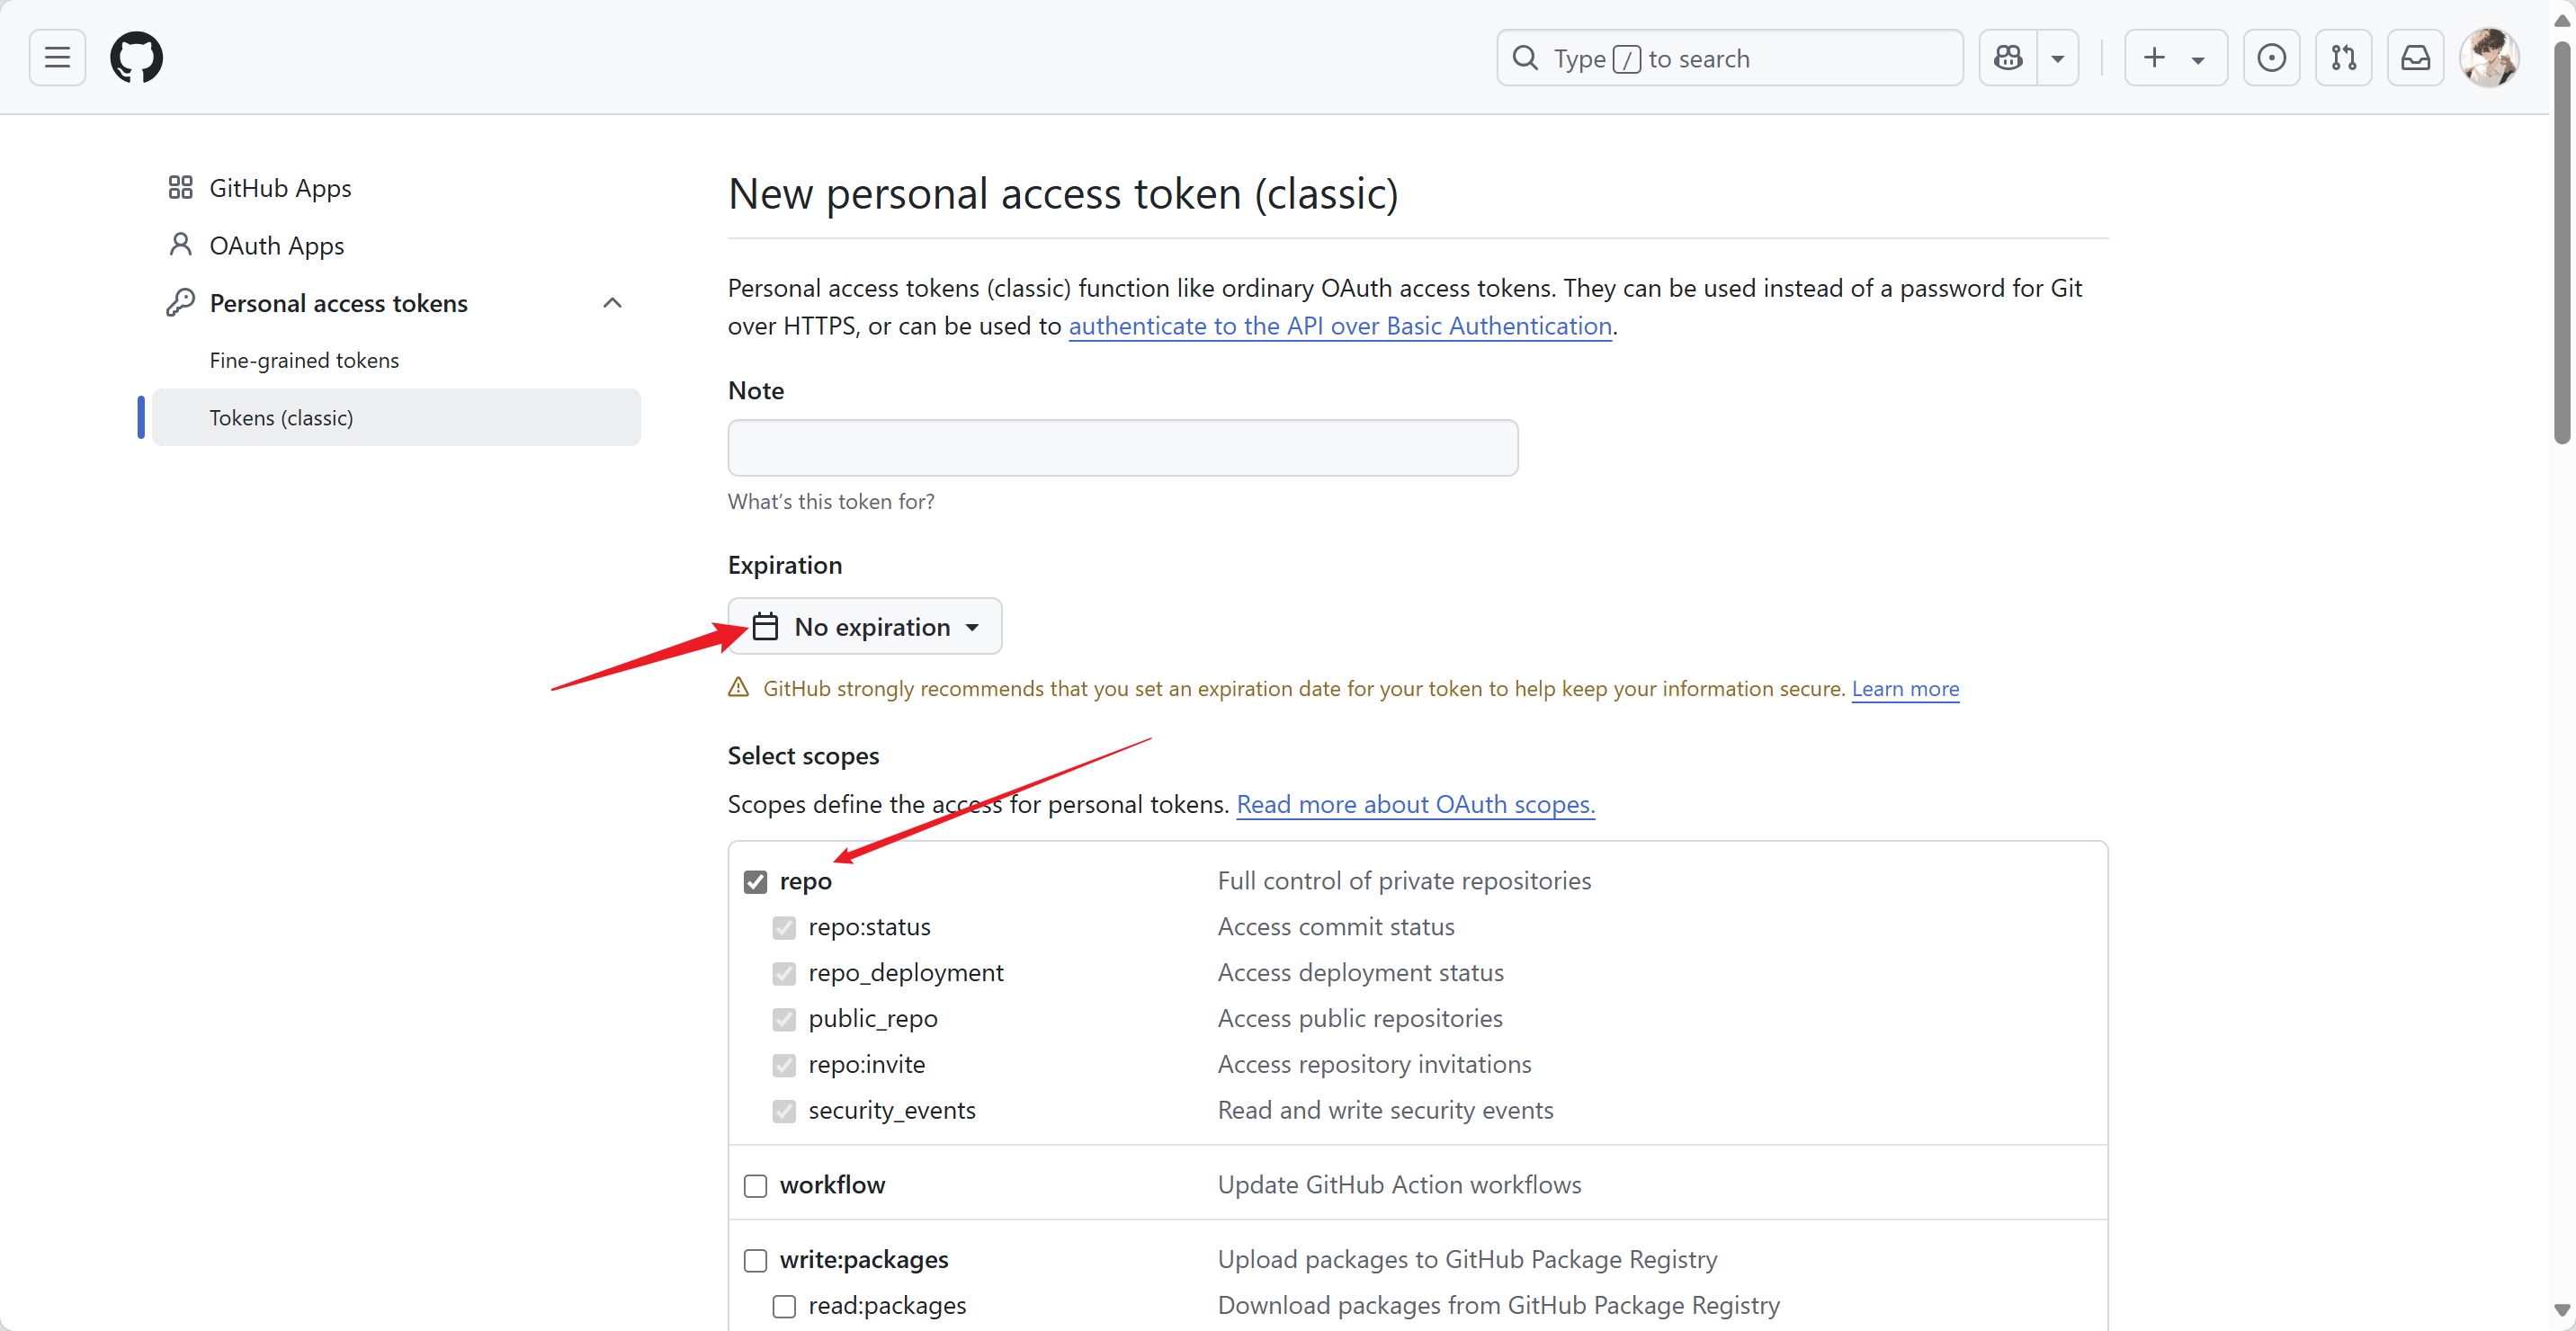 Type / to search
GitHub Apps
OAuth Apps
Personal access tokens
Fine-grained tokens
Tokens (classic)
New personal access token (classic)
Personal access tokens (classic) function like ordinary OAuth access tokens. They can be used instead of a password for Git
over HTTPS, or can be used to authenticate to the API over Basic Authentication.
Note
What's this token for?
Expiration
No expiration
GitHub strongly recommends that you set an expiration date for your token to help keep your information secure. Learn more
Select scopes
Scopes define the access for personal tokens. Read more about OAuth scopes.
repo Full control of private repositories
repo:status Access commit status
repo_deployment Access deployment status
public_repo Access public repositories
repo:invite Access repository invitations
security_events Read and write security events
workflow Update GitHub Action workflows
write:packages Upload packages to GitHub Package Registry
read:packages Download packages from GitHub Package Registry